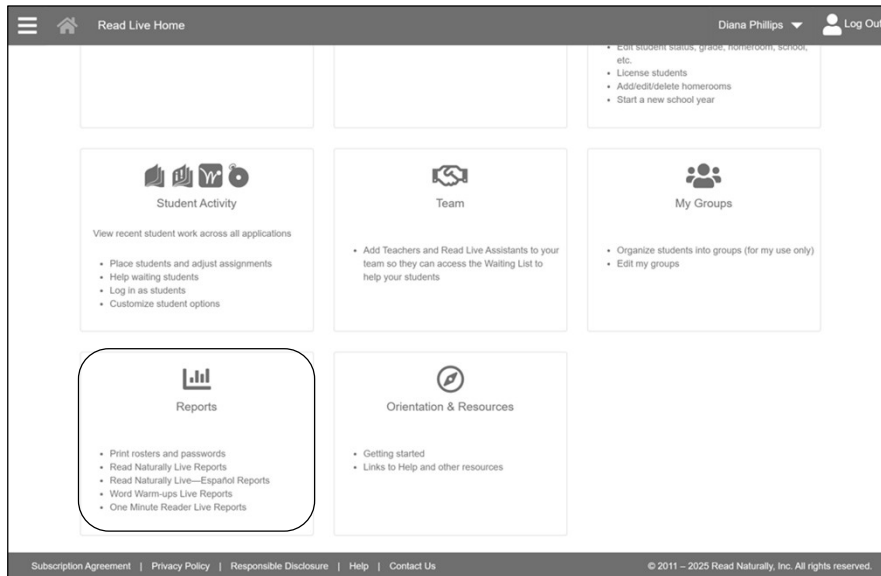 Read Live Home
Diana Phillips
Log Out
Edit student status, grade, homeroom, school,
etc.
License students
Add/edit/delete homerooms
Start a new school year
Student Activity
View recent student work across all applications
Place students and adjust assignments
Help waiting students
Log in as students
Customize student options
Team
Add Teachers and Read Live Assistants to your
team so they can access the Waiting List to
help your students
My Groups
Organize students into groups (for my use only)
Edit my groups
Reports
Print rosters and passwords
Read Naturally Live Reports
Read Naturally Live—Español Reports
Word Warm-ups Live Reports
One Minute Reader Live Reports
Orientation & Resources
Getting started
Links to Help and other resources
Subscription Agreement | Privacy Policy | Responsible Disclosure | Help | Contact Us
© 2011 – 2025 Read Naturally, Inc. All rights reserved.